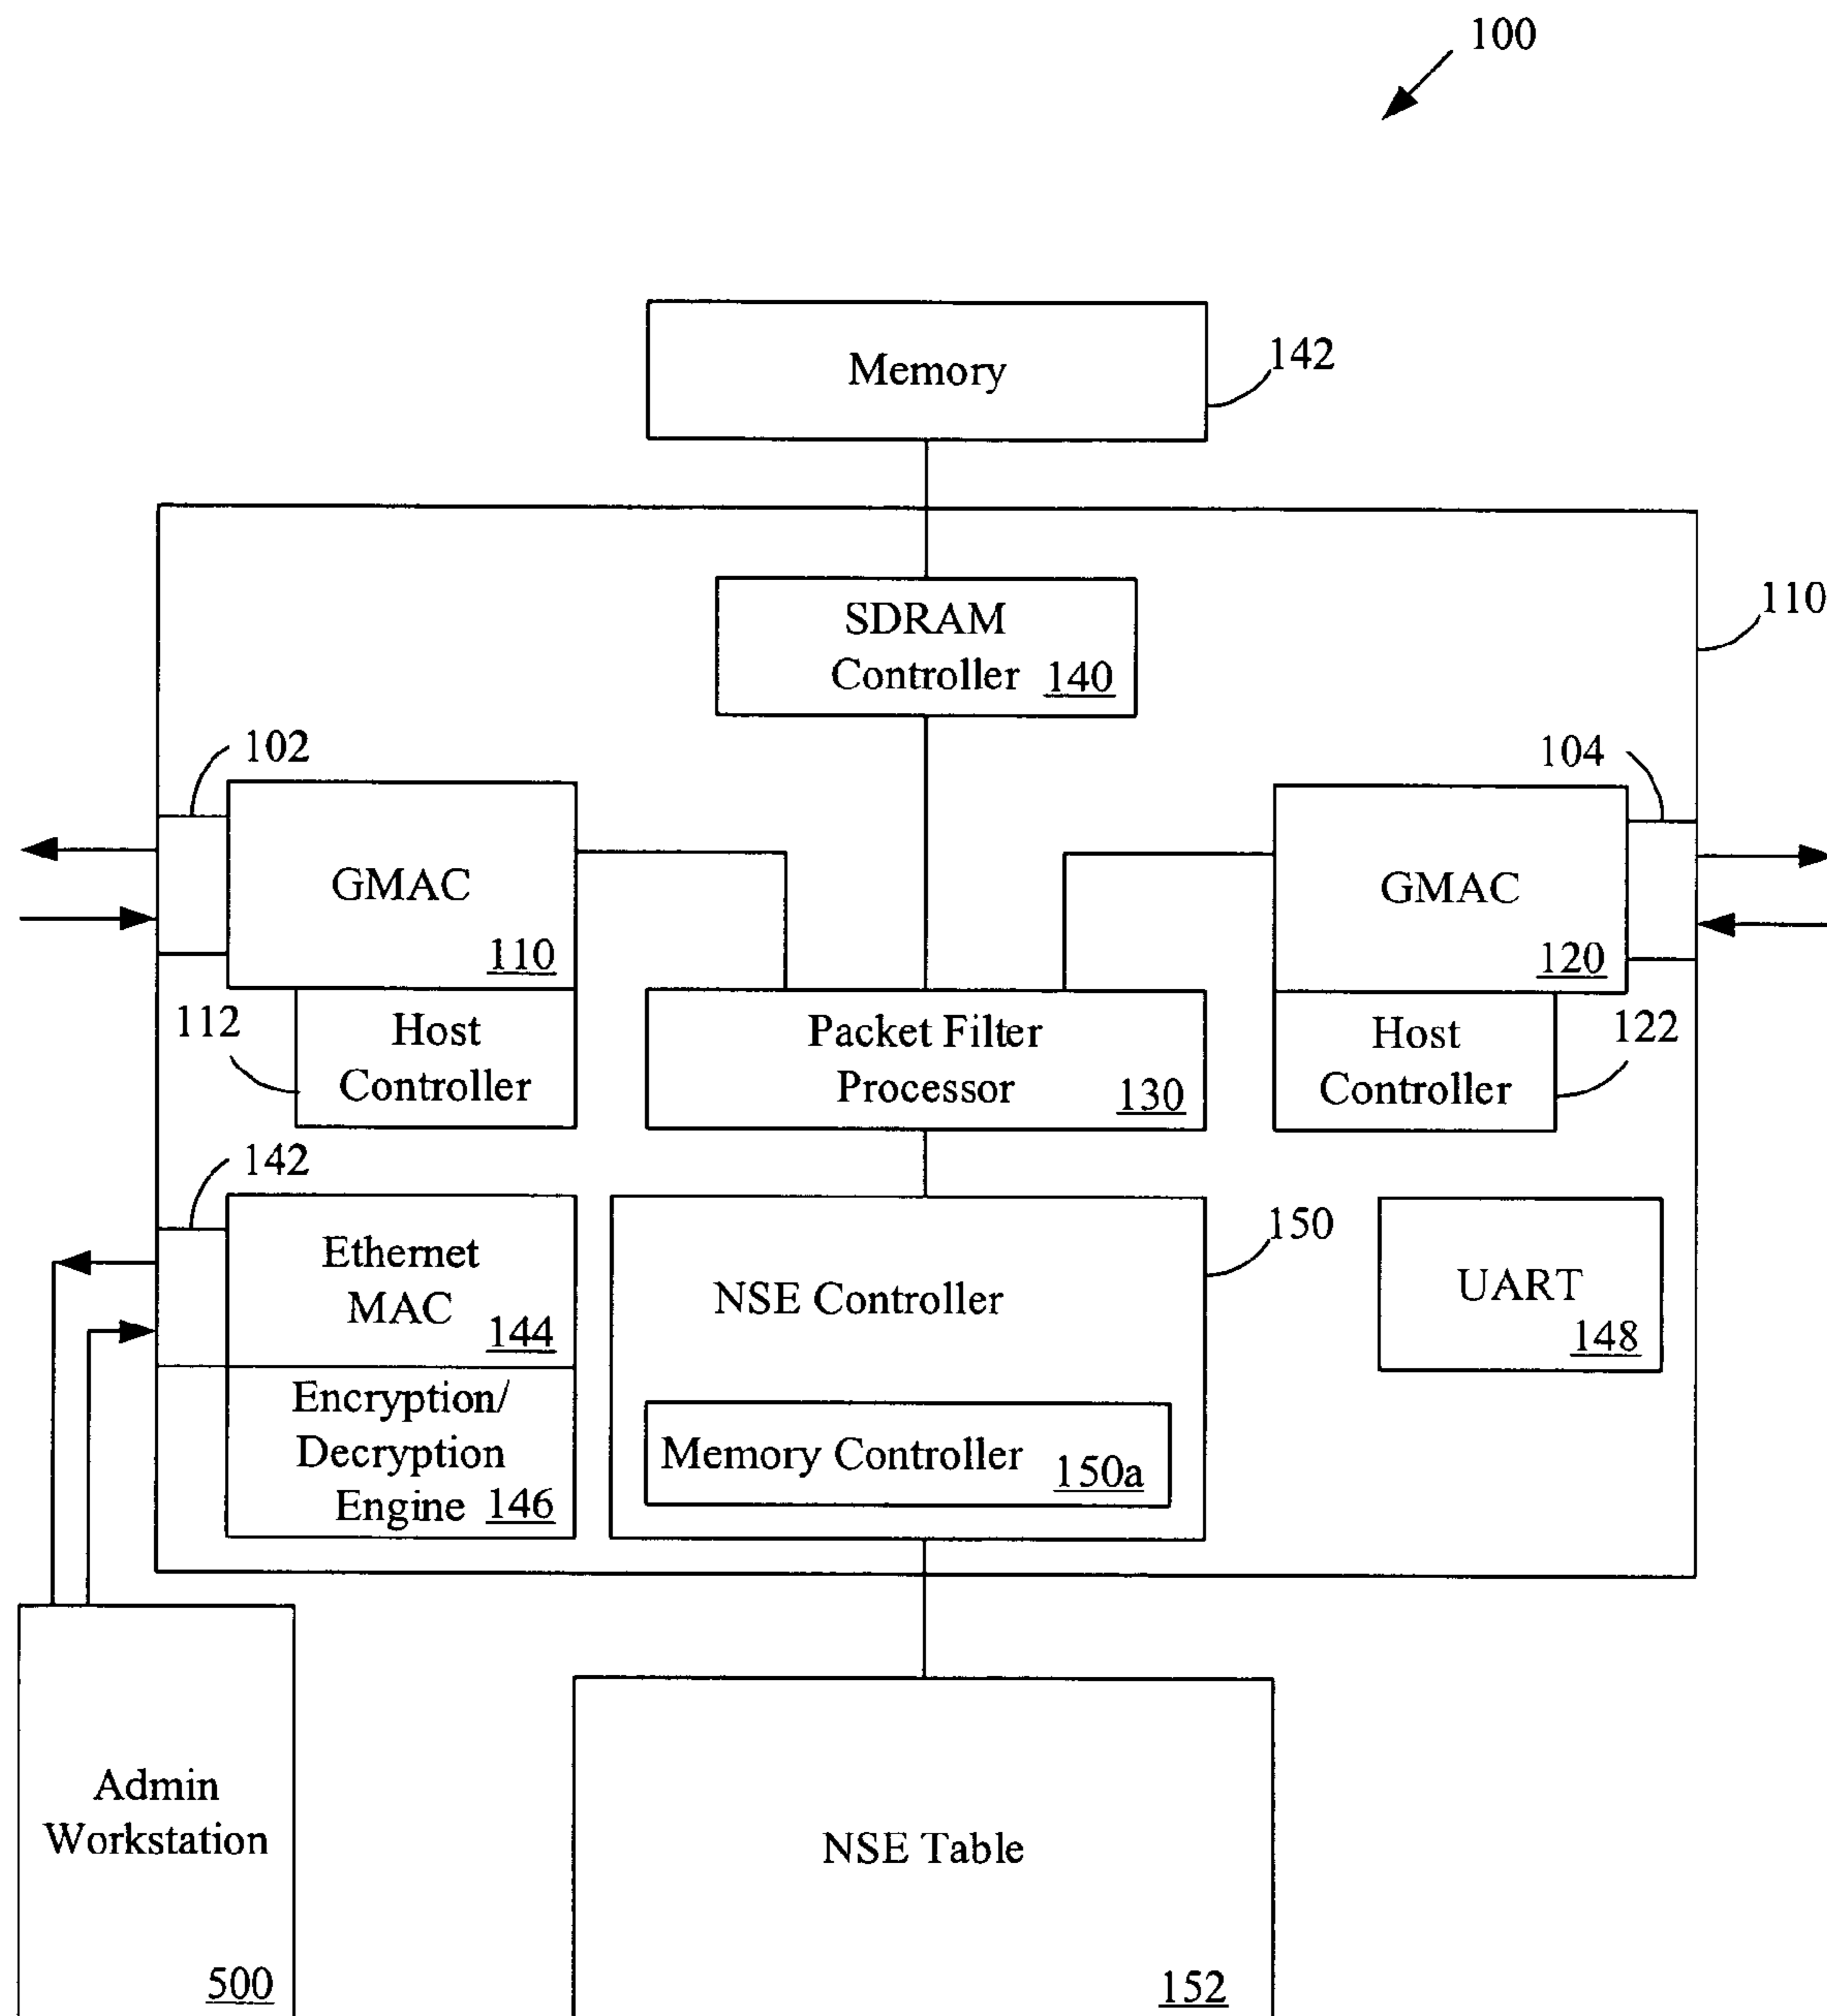 100
Memory
142
SDRAM
Controller 140
110
102
104
GMAC
110
GMAC
120
112
Host
Controller
Packet Filter
Processor 130
Host
Controller
122
142
Ethernet
MAC 144
Encryption/
Decryption
Engine 146
NSE Controller
150
Memory Controller 150a
UART
148
Admin
Workstation
500
NSE Table
152